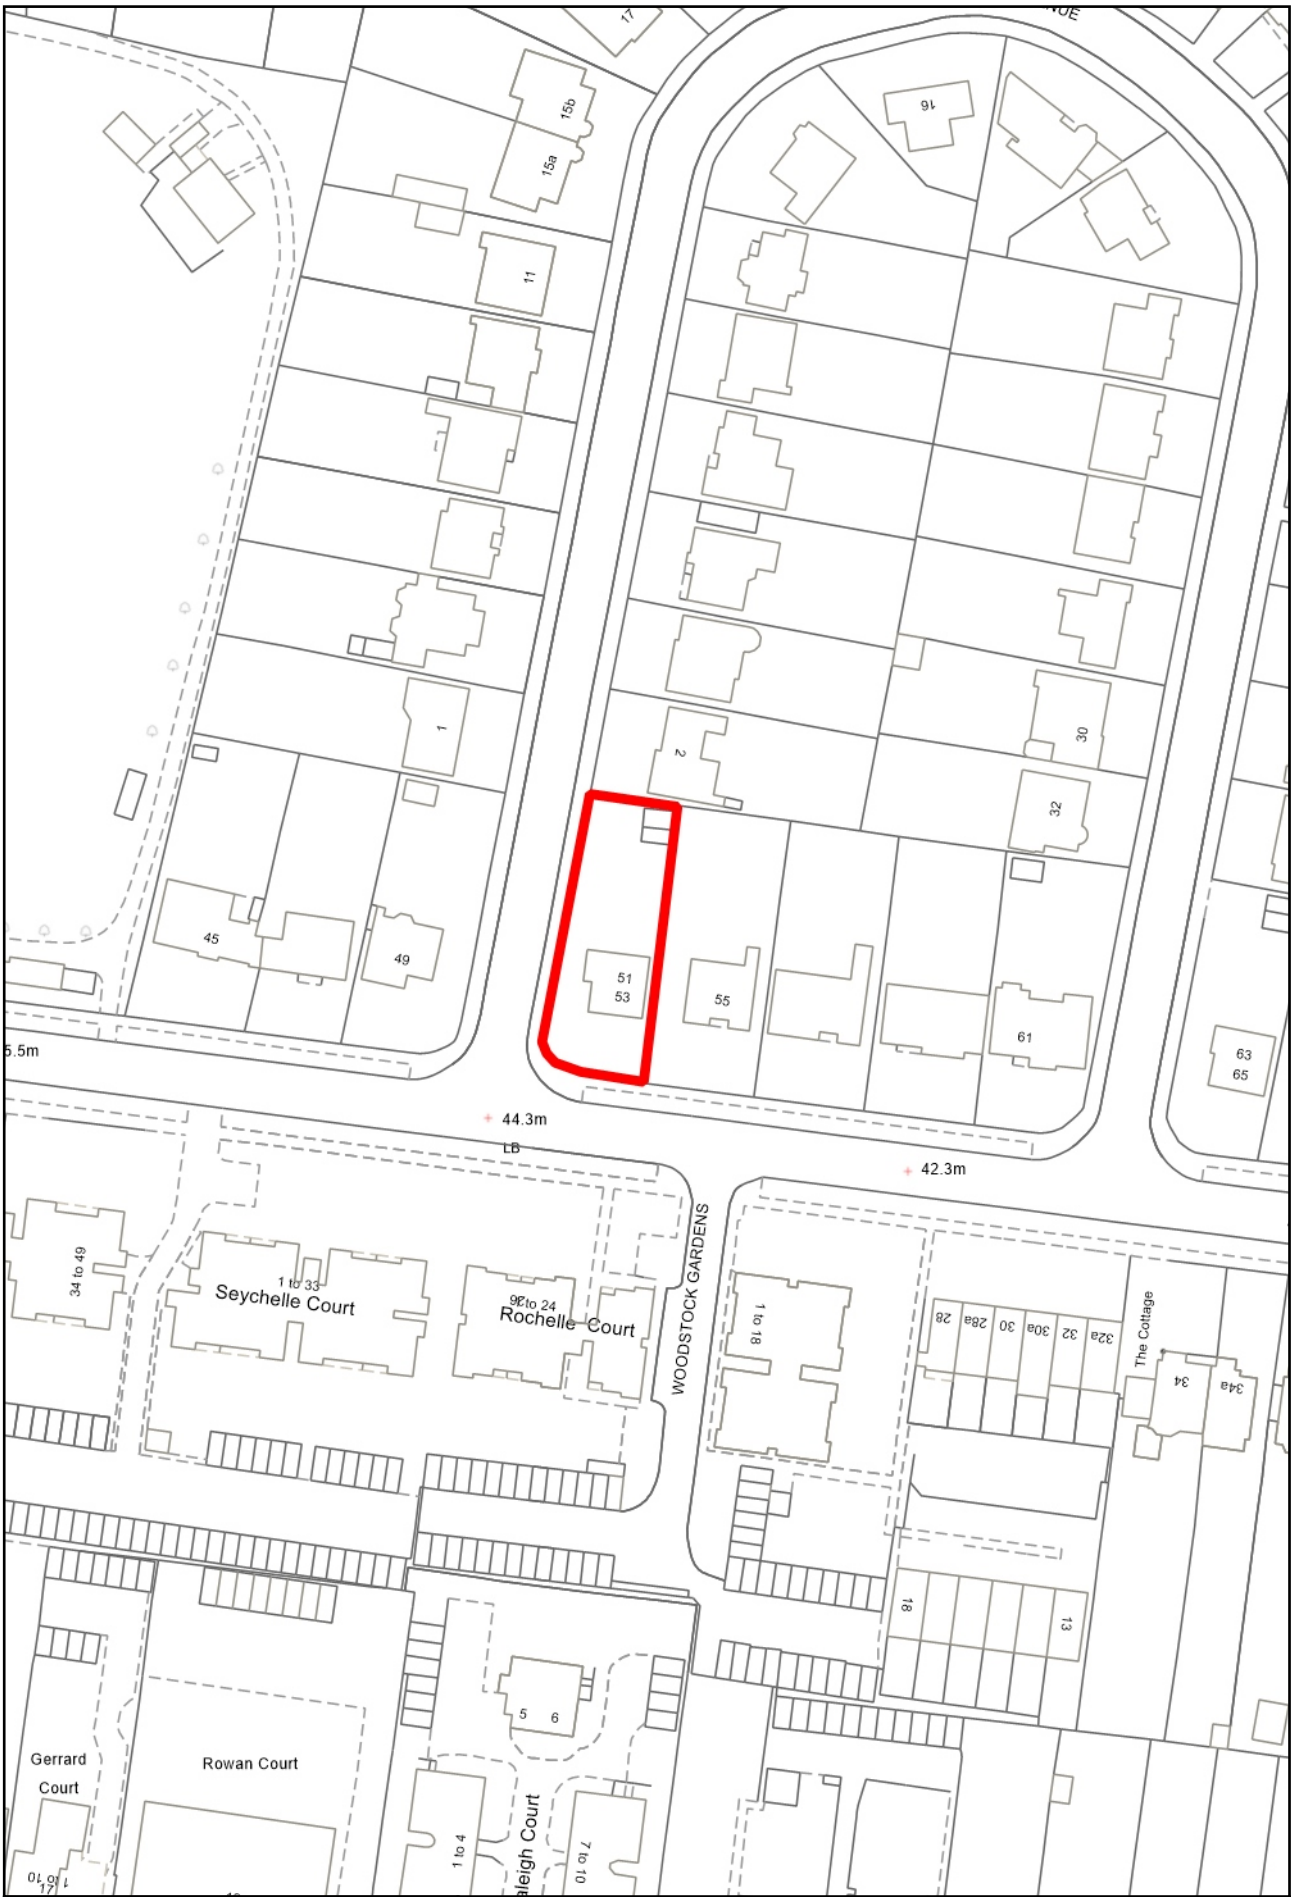 17
15b
15a
16
11
1
2
30
32
45
49
51
53
55
61
63
65
5.5m
44.3m
LB
42.3m
WOODSTOCK GARDENS
34 to 49
1 to 33
Seychelle Court
Rochelle Court
1 to 18
28
28a
30
30a
32
32a
The Cottage
34
34a
18
13
5 6
Gerrard
Court
Rowan Court
1 to 4
7 to 10